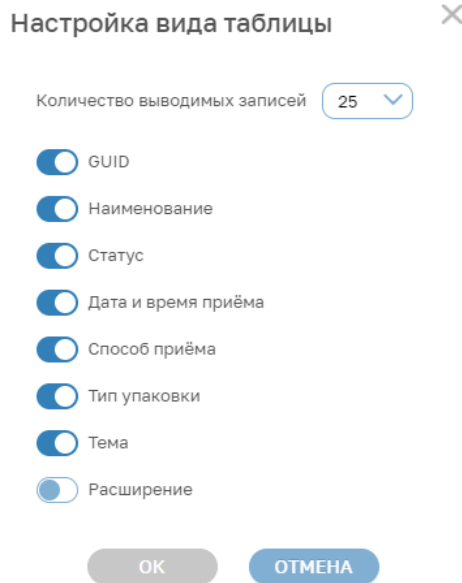 Настройка вида таблицы
Количество выводимых записей 25
GUID
Наименование
Статус
Дата и время приёма
Способ приёма
Тип упаковки
Тема
Расширение
ОК ОТМЕНА